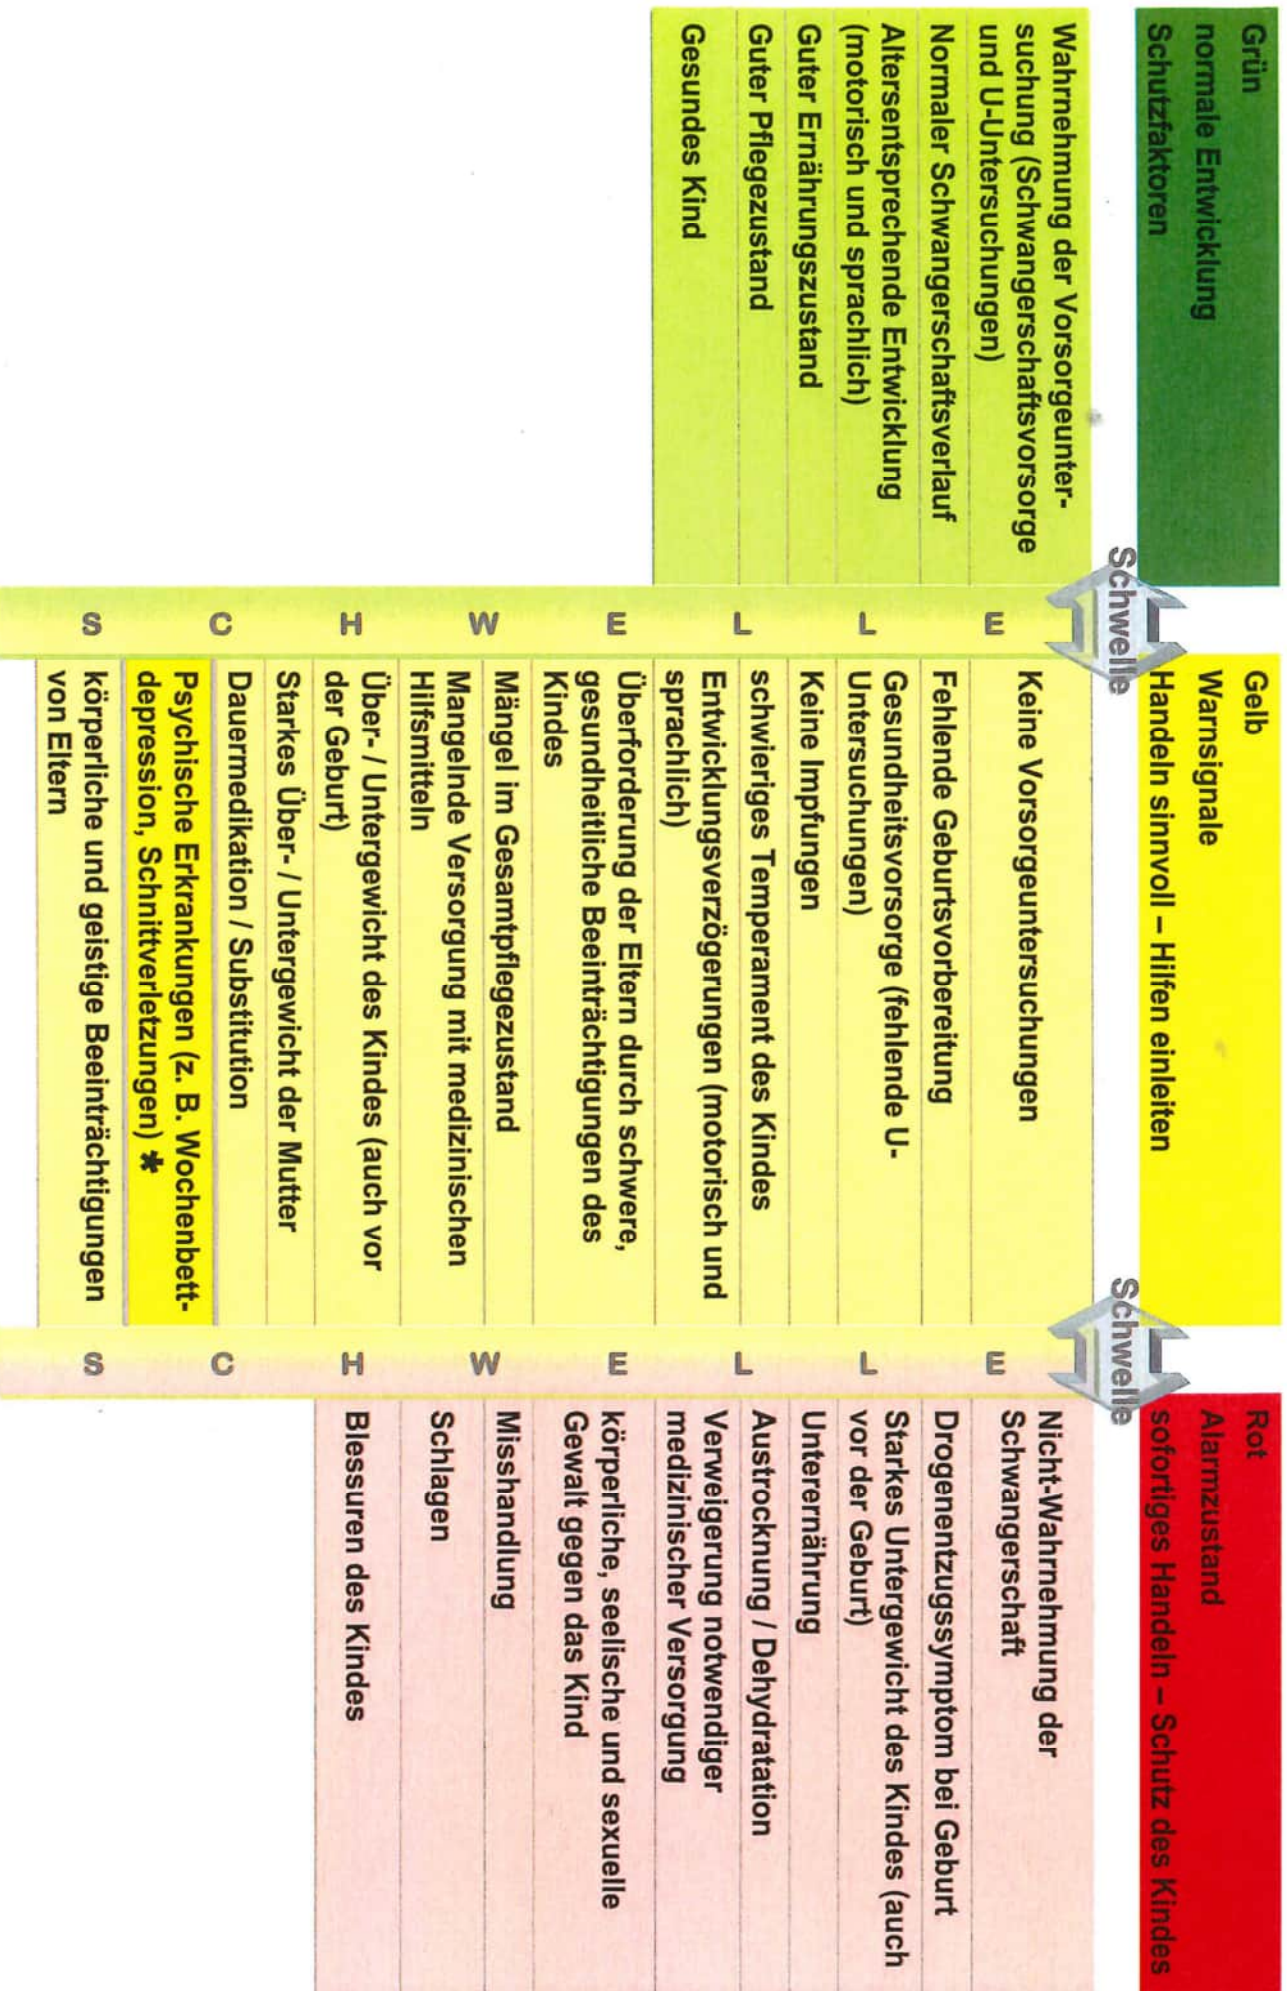 Grün
normale Entwicklung
Schutzfaktoren
Schwelle
Gelb
Warnsignale
Handeln sinnvoll – Hilfen einleiten
Schwelle
Rot
Alarmzustand
sofortiges Handeln – Schutz des Kindes
Wahrnehmung der Vorsorgeunter-
suchung (Schwangerschaftsvorsorge
und U-Untersuchungen)
Normaler Schwangerschaftsverlauf
Altersentsprechende Entwicklung
(motorisch und sprachlich)
Guter Ernährungszustand
Guter Pflegezustand
Gesundes Kind
E
L
L
E
W
H
C
S
Keine Vorsorgeuntersuchungen
Fehlende Geburtsvorbereitung
Gesundheitsvorsorge (fehlende U-
Untersuchungen)
Keine Impfungen
schwieriges Temperament des Kindes
Entwicklungsverzögerungen (motorisch und
sprachlich)
Überforderung der Eltern durch schwere,
gesundheitliche Beeinträchtigungen des
Kindes
Mängel im Gesamtpflegezustand
Mangelnde Versorgung mit medizinischen
Hilfsmitteln
Über- / Untergewicht des Kindes (auch vor
der Geburt)
Starkes Über- / Untergewicht der Mutter
Dauermedikation / Substitution
Psychische Erkrankungen (z. B. Wochenbett-
depression, Schnittverletzungen) ✱
körperliche und geistige Beeinträchtigungen
von Eltern
E
L
L
E
W
H
C
S
Nicht-Wahrnehmung der
Schwangerschaft
Drogenentzugssymptom bei Geburt
Starkes Untergewicht des Kindes (auch
vor der Geburt)
Unterernährung
Austrocknung / Dehydratation
Verweigerung notwendiger
medizinischer Versorgung
körperliche, seelische und sexuelle
Gewalt gegen das Kind
Misshandlung
Schlagen
Blessuren des Kindes